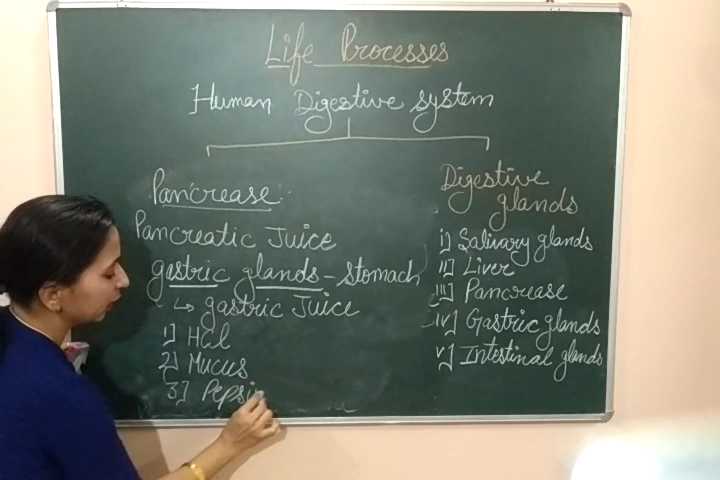 Life Processes
Human Digestive system
Pancrease:
Pancreatic Juice
gastric glands - stomach
↳ gastric Juice
1] Hcl
2] Mucus
3] Pepsi
Digestive
glands
i] Salivary glands
ii] Liver
iii] Pancrease
iv] Gastric glands
v] Intestinal glands